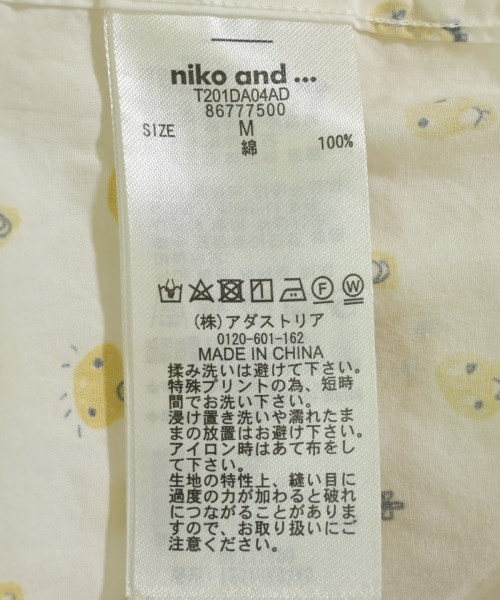 niko and ...
T201DA04AD
86777500
SIZE M
綿 100%
F W
(株)アダストリア
0120-601-162
MADE IN CHINA
揉み洗いは避けて下さい。
特殊プリントの為、短時
間でお洗い下さい。
浸け置き洗いや濡れたま
まの放置はお避け下さい。
アイロン時はあて布をし
て下さい。
生地の特性上、縫い目に
過度の力が加わると破れ
につながることがありま
すので、お取り扱いにご
注意ください。